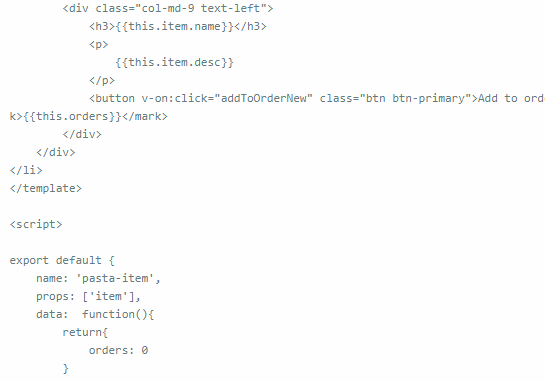 <div class="col-md-9 text-left">
<h3>{{this.item.name}}</h3>
<p>
{{this.item.desc}}
</p>
<button v-on:click="addToOrderNew" class="btn btn-primary">Add to ord
k>{{this.orders}}</mark>
</div>
</div>
</li>
</template>
<script>
export default {
name: 'pasta-item',
props: ['item'],
data:  function(){
return{
orders: 0
}